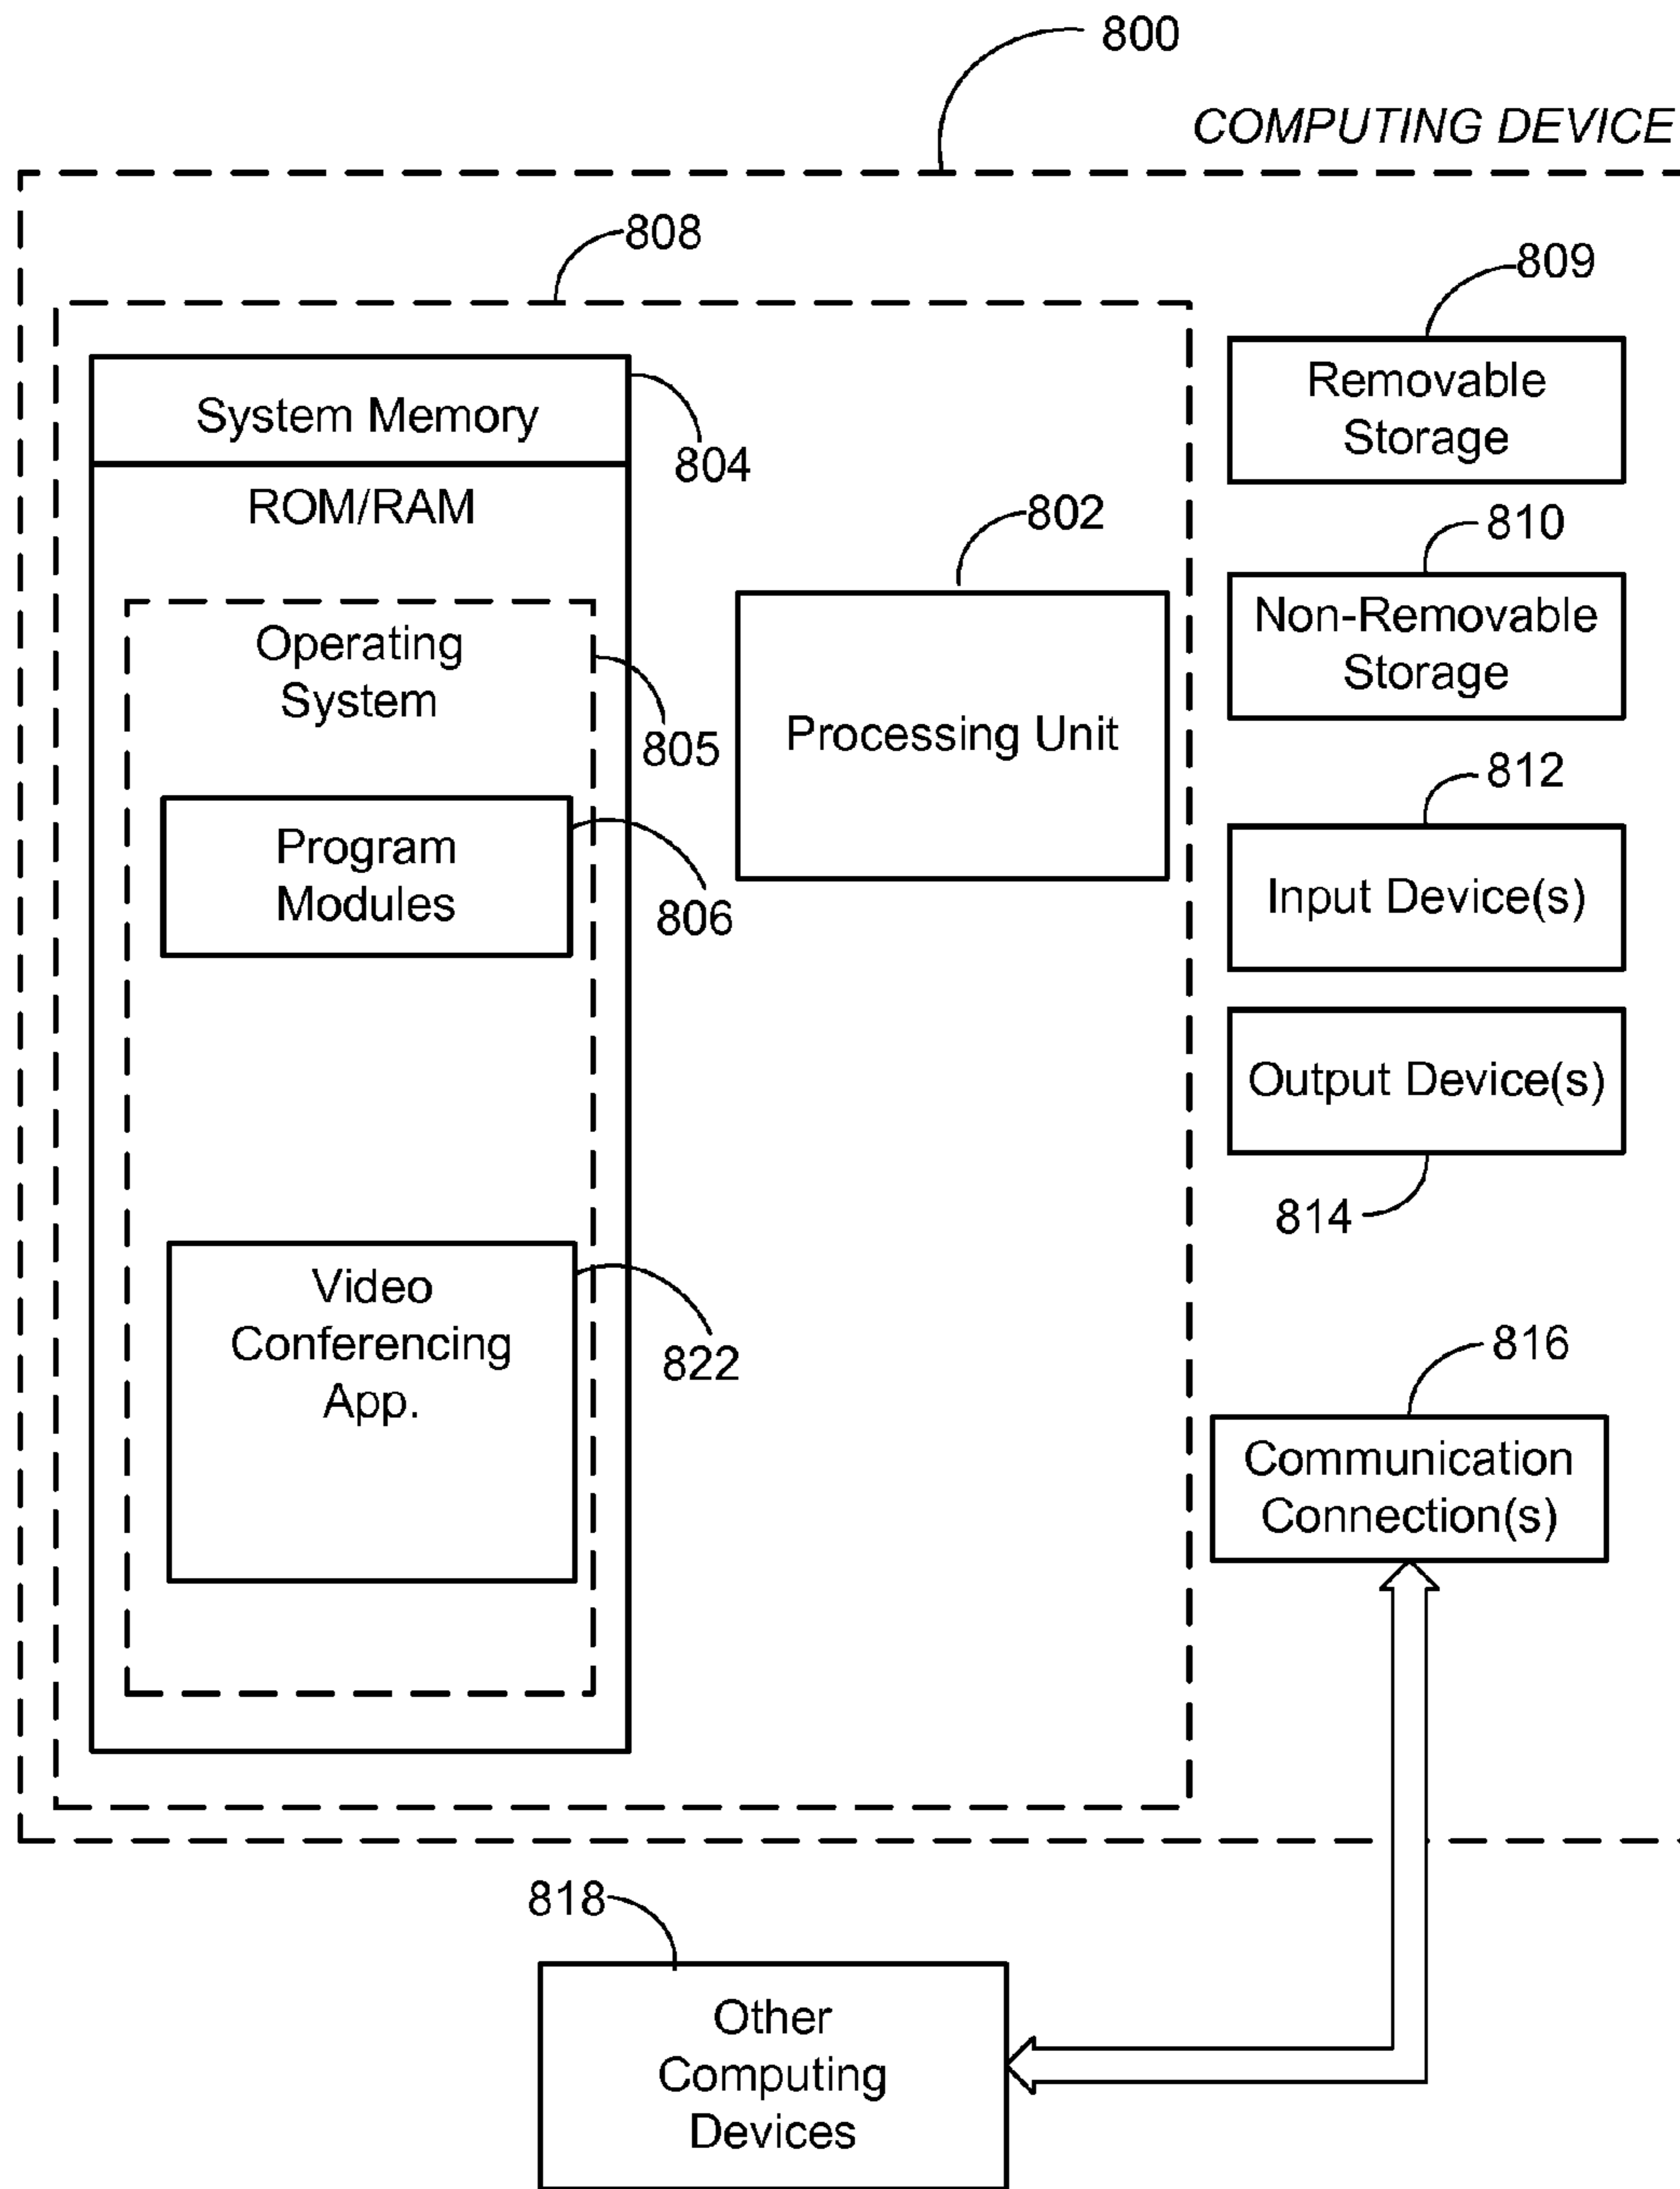 800
COMPUTING DEVICE
808
809
System Memory
804
ROM/RAM
Removable
Storage
802
810
Operating
System
805
Processing Unit
Non-Removable
Storage
812
Program
Modules
806
Input Device(s)
Output Device(s)
814
Video
Conferencing
App.
822
816
Communication
Connection(s)
818
Other
Computing
Devices